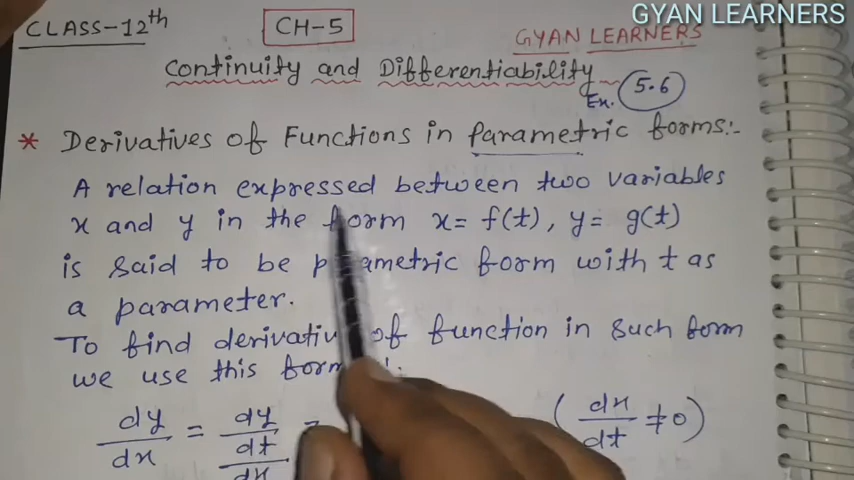 GYAN LEARNERS
CLASS-12th
CH-5
GYAN LEARNERS
Continuity and Differentiability
Ex. 5.6
* Derivatives of Functions in parametric forms:-
A relation expressed between two variables
x and y in the form x= f(t), y= g(t)
is said to be parametric form with t as
a parameter.
To find derivative of function in such form
we use this
dy/dx = dy/dt / dx (dx/dt ≠ 0)